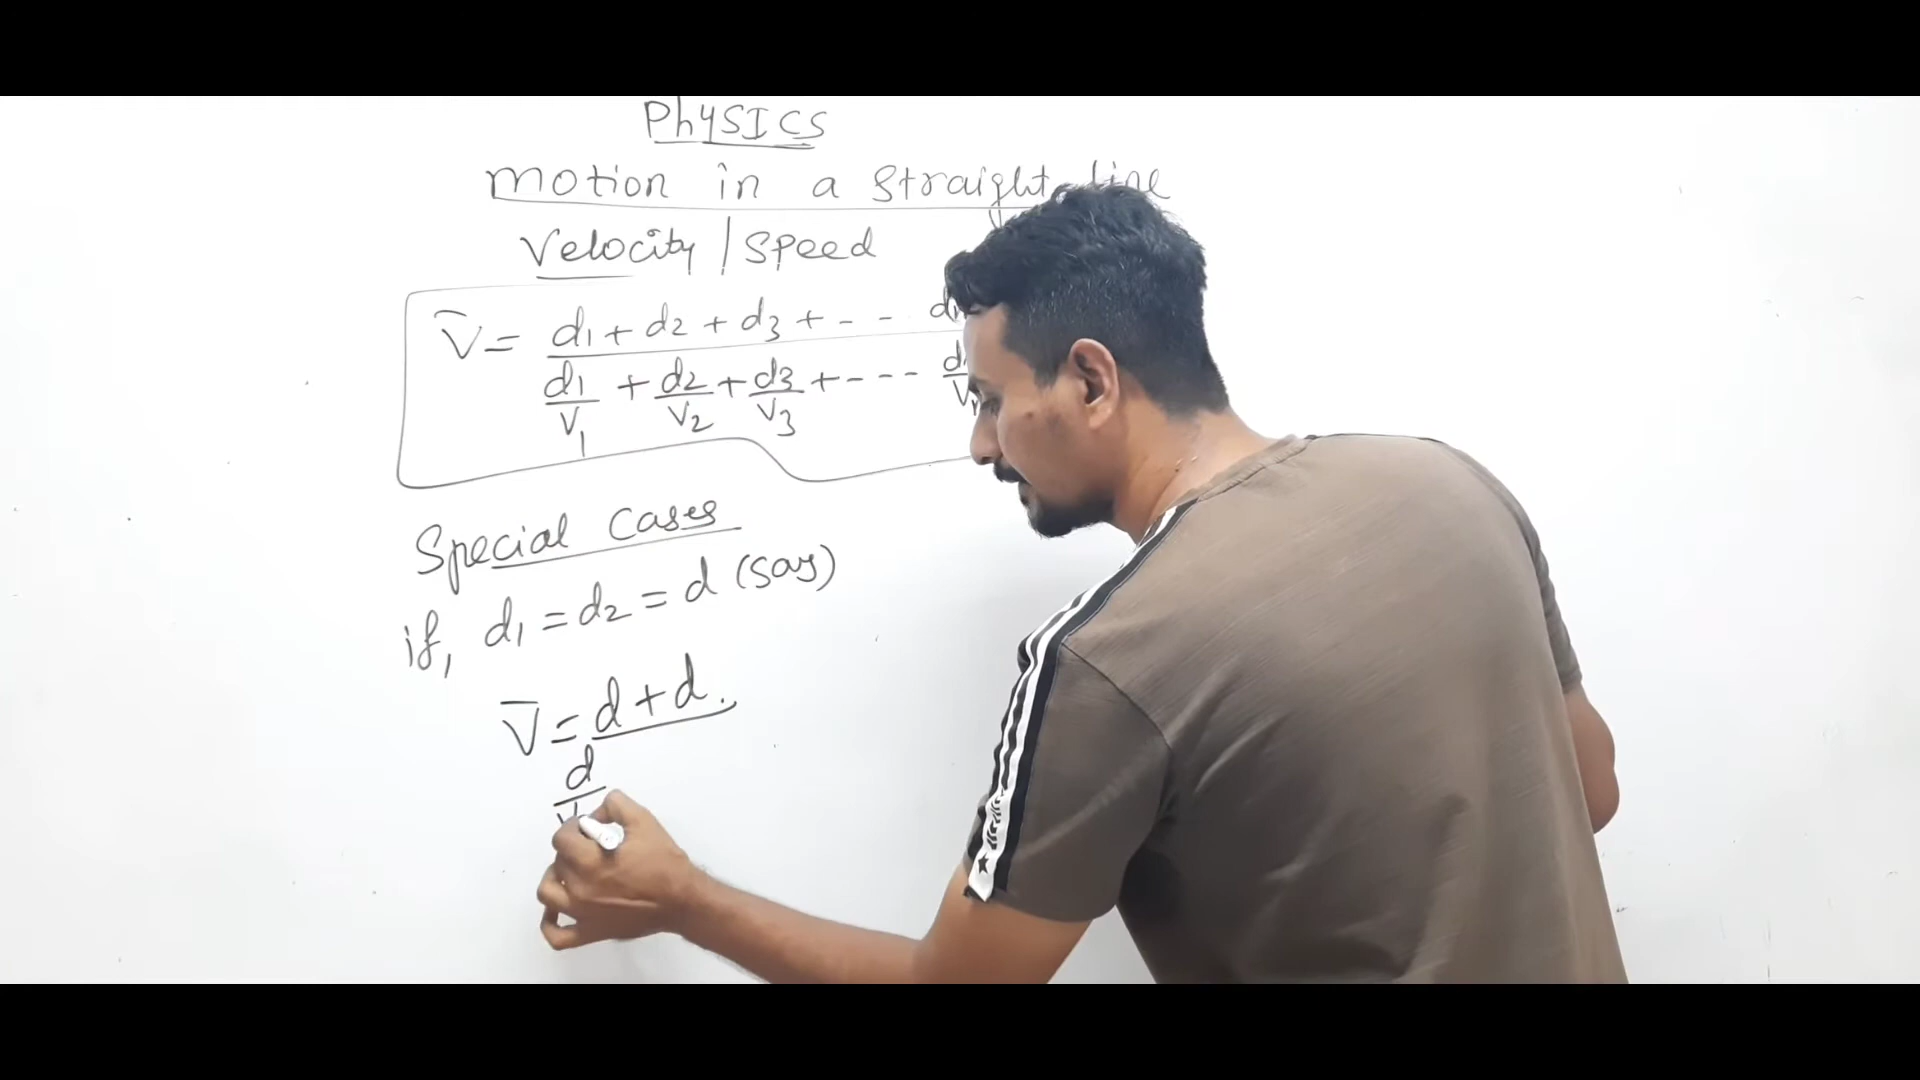 PhYSICS
motion in a straight line
Velocity / Speed
V̅ = d1 + d2 + d3 + - - d
d1/V1 + d2/V2 + d3/V3 + - - - d/V
Special Cases
if, d1 = d2 = d (say)
V̅ = d + d.
d